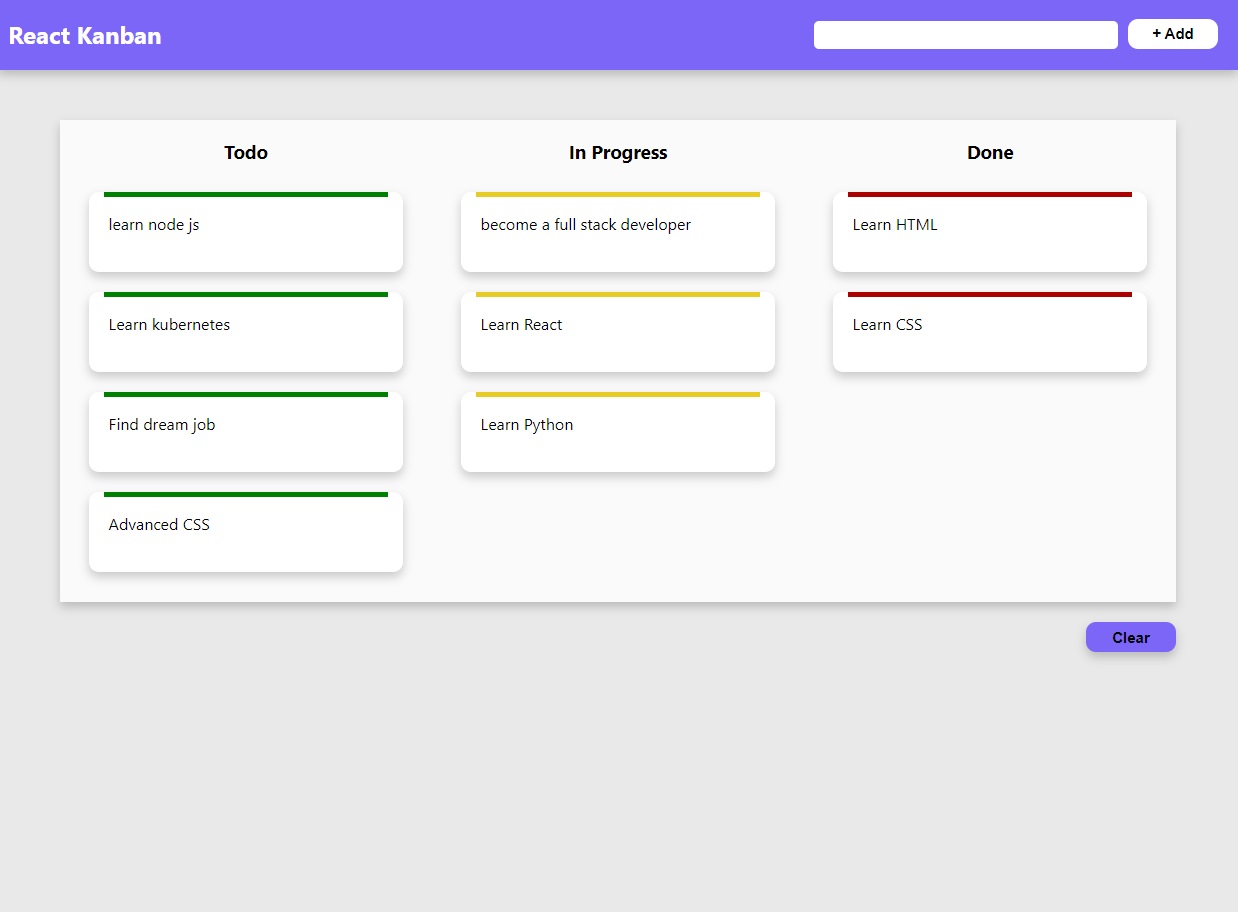 React Kanban
+ Add
Todo
learn node js
Learn kubernetes
Find dream job
Advanced CSS
In Progress
become a full stack developer
Learn React
Learn Python
Done
Learn HTML
Learn CSS
Clear